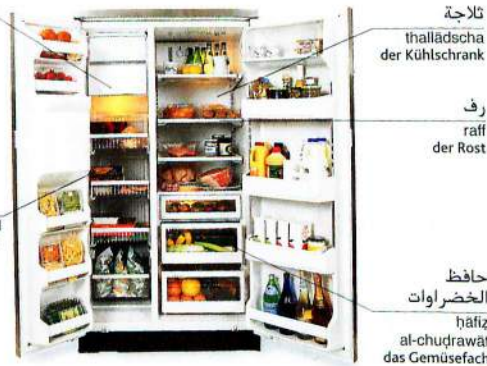 ثلاجة
thallādscha
der Kühlschrank
رف
raff
der Rost
حافظ
الخضراوات
ḥāfiẓ
al-chuḍrawāt
das Gemüsefach